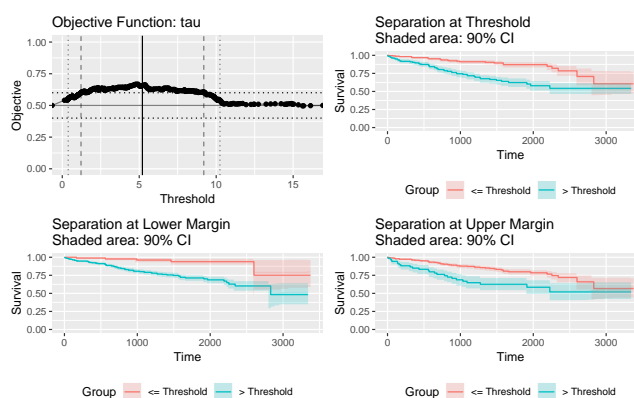 Objective Function: tau
1.00
0.75
0.50
0.25
0.00
Objective
0
5
10
15
Threshold
Separation at Threshold
Shaded area: 90% CI
1.00
0.75
0.50
0.25
0.00
Survival
0
1000
2000
3000
Time
Group
<= Threshold
> Threshold
Separation at Lower Margin
Shaded area: 90% CI
1.00
0.75
0.50
0.25
0.00
Survival
0
1000
2000
3000
Time
Group
<= Threshold
> Threshold
Separation at Upper Margin
Shaded area: 90% CI
1.00
0.75
0.50
0.25
0.00
Survival
0
1000
2000
3000
Time
Group
<= Threshold
> Threshold